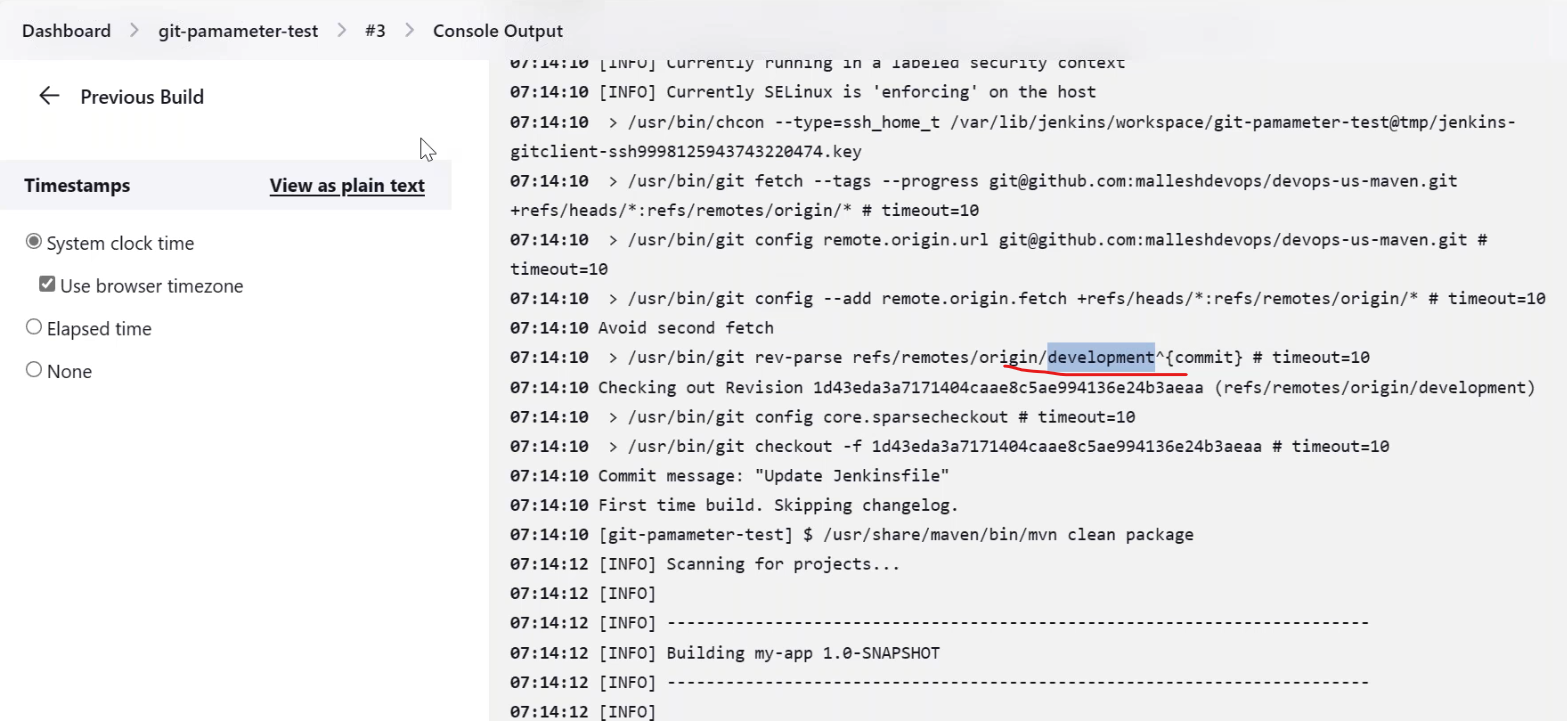 Dashboard > git-pamameter-test > #3 > Console Output
Previous Build
Timestamps
View as plain text
System clock time
Use browser timezone
Elapsed time
None
07:14:10 [INFO] Currently running in a labeled security context
07:14:10 [INFO] Currently SELinux is 'enforcing' on the host
07:14:10  > /usr/bin/chcon --type=ssh_home_t /var/lib/jenkins/workspace/git-pamameter-test@tmp/jenkins-
gitclient-ssh9998125943743220474.key
07:14:10  > /usr/bin/git fetch --tags --progress git@github.com:malleshdevops/devops-us-maven.git
+refs/heads/*:refs/remotes/origin/* # timeout=10
07:14:10  > /usr/bin/git config remote.origin.url git@github.com:malleshdevops/devops-us-maven.git #
timeout=10
07:14:10  > /usr/bin/git config --add remote.origin.fetch +refs/heads/*:refs/remotes/origin/* # timeout=10
07:14:10 Avoid second fetch
07:14:10  > /usr/bin/git rev-parse refs/remotes/origin/development^{commit} # timeout=10
07:14:10 Checking out Revision 1d43eda3a7171404caae8c5ae994136e24b3aeaa (refs/remotes/origin/development)
07:14:10  > /usr/bin/git config core.sparsecheckout # timeout=10
07:14:10  > /usr/bin/git checkout -f 1d43eda3a7171404caae8c5ae994136e24b3aeaa # timeout=10
07:14:10 Commit message: "Update Jenkinsfile"
07:14:10 First time build. Skipping changelog.
07:14:10 [git-pamameter-test] $ /usr/share/maven/bin/mvn clean package
07:14:12 [INFO] Scanning for projects...
07:14:12 [INFO]
07:14:12 [INFO] ------------------------------------------------------------------------
07:14:12 [INFO] Building my-app 1.0-SNAPSHOT
07:14:12 [INFO] ------------------------------------------------------------------------
07:14:12 [INFO]